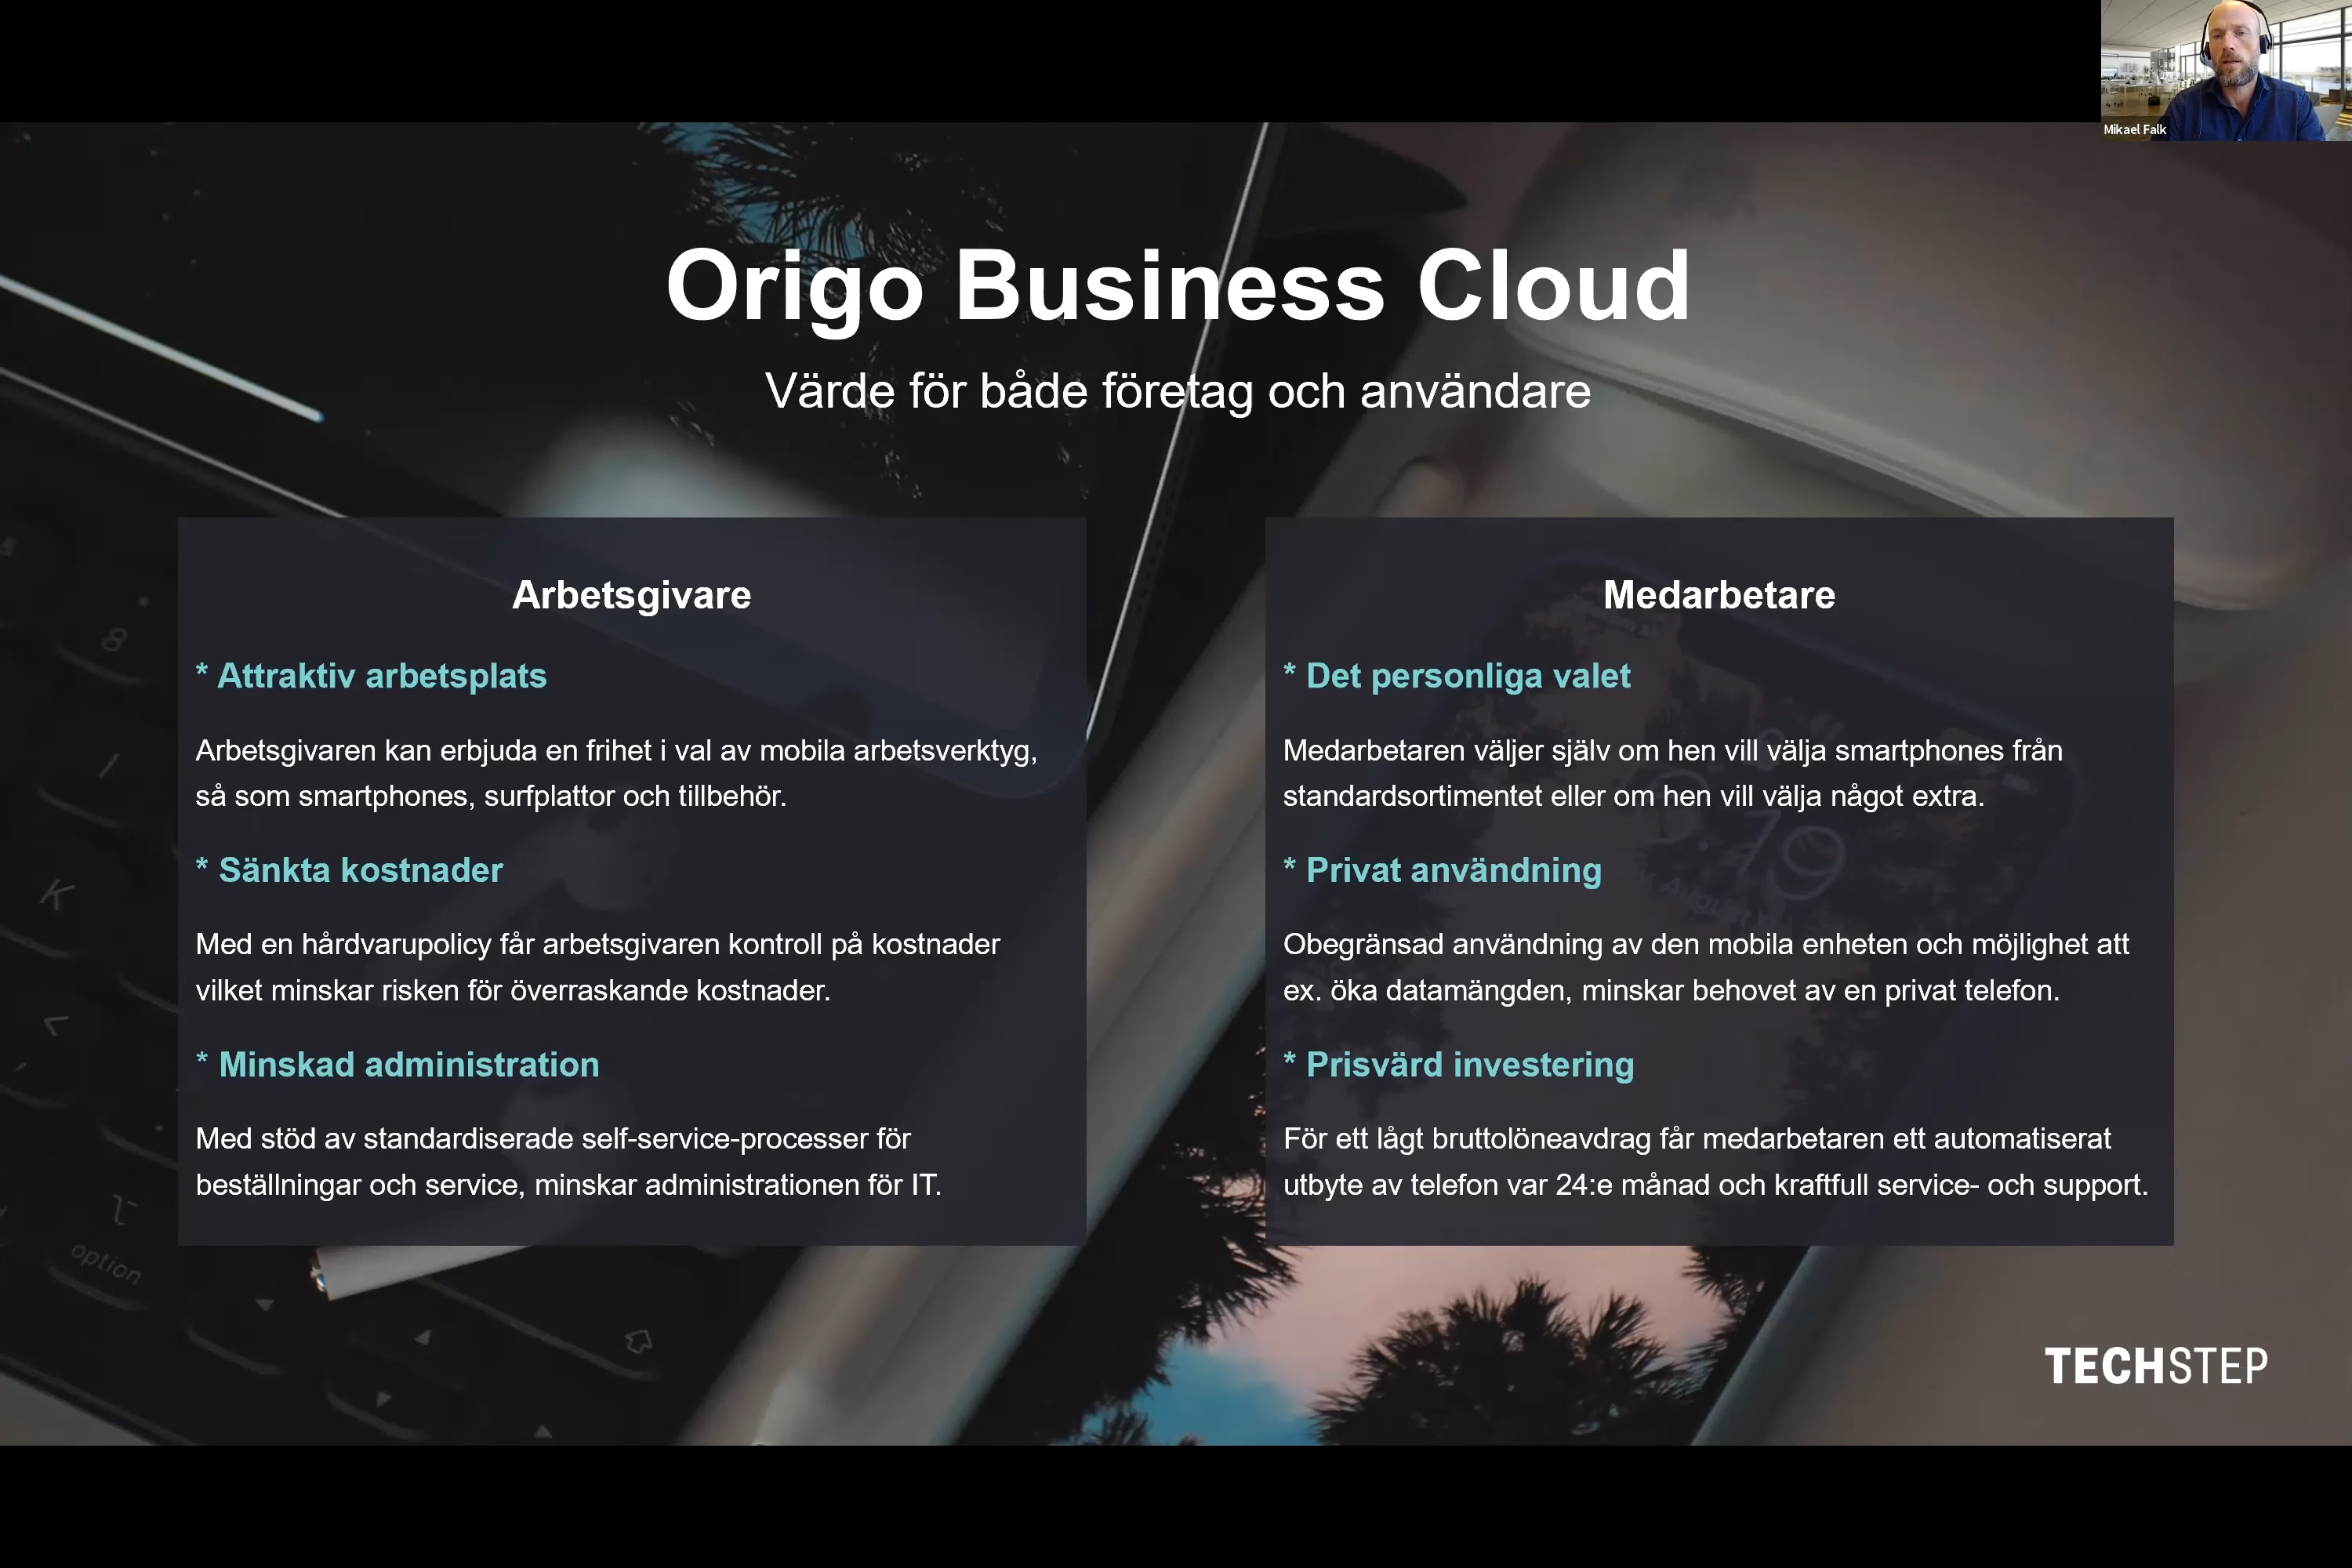 Mikael Falk
Origo Business Cloud
Värde för både företag och användare
Arbetsgivare
* Attraktiv arbetsplats
Arbetsgivaren kan erbjuda en frihet i val av mobila arbetsverktyg,
så som smartphones, surfplattor och tillbehör.
* Sänkta kostnader
Med en hårdvarupolicy får arbetsgivaren kontroll på kostnader
vilket minskar risken för överraskande kostnader.
* Minskad administration
Med stöd av standardiserade self-service-processer för
beställningar och service, minskar administrationen för IT.
Medarbetare
* Det personliga valet
Medarbetaren väljer själv om hen vill välja smartphones från
standardsortimentet eller om hen vill välja något extra.
* Privat användning
Obegränsad användning av den mobila enheten och möjlighet att
ex. öka datamängden, minskar behovet av en privat telefon.
* Prisvärd investering
För ett lågt bruttolöneavdrag får medarbetaren ett automatiserat
utbyte av telefon var 24:e månad och kraftfull service- och support.
8
K
<
option
19
TECHSTEP